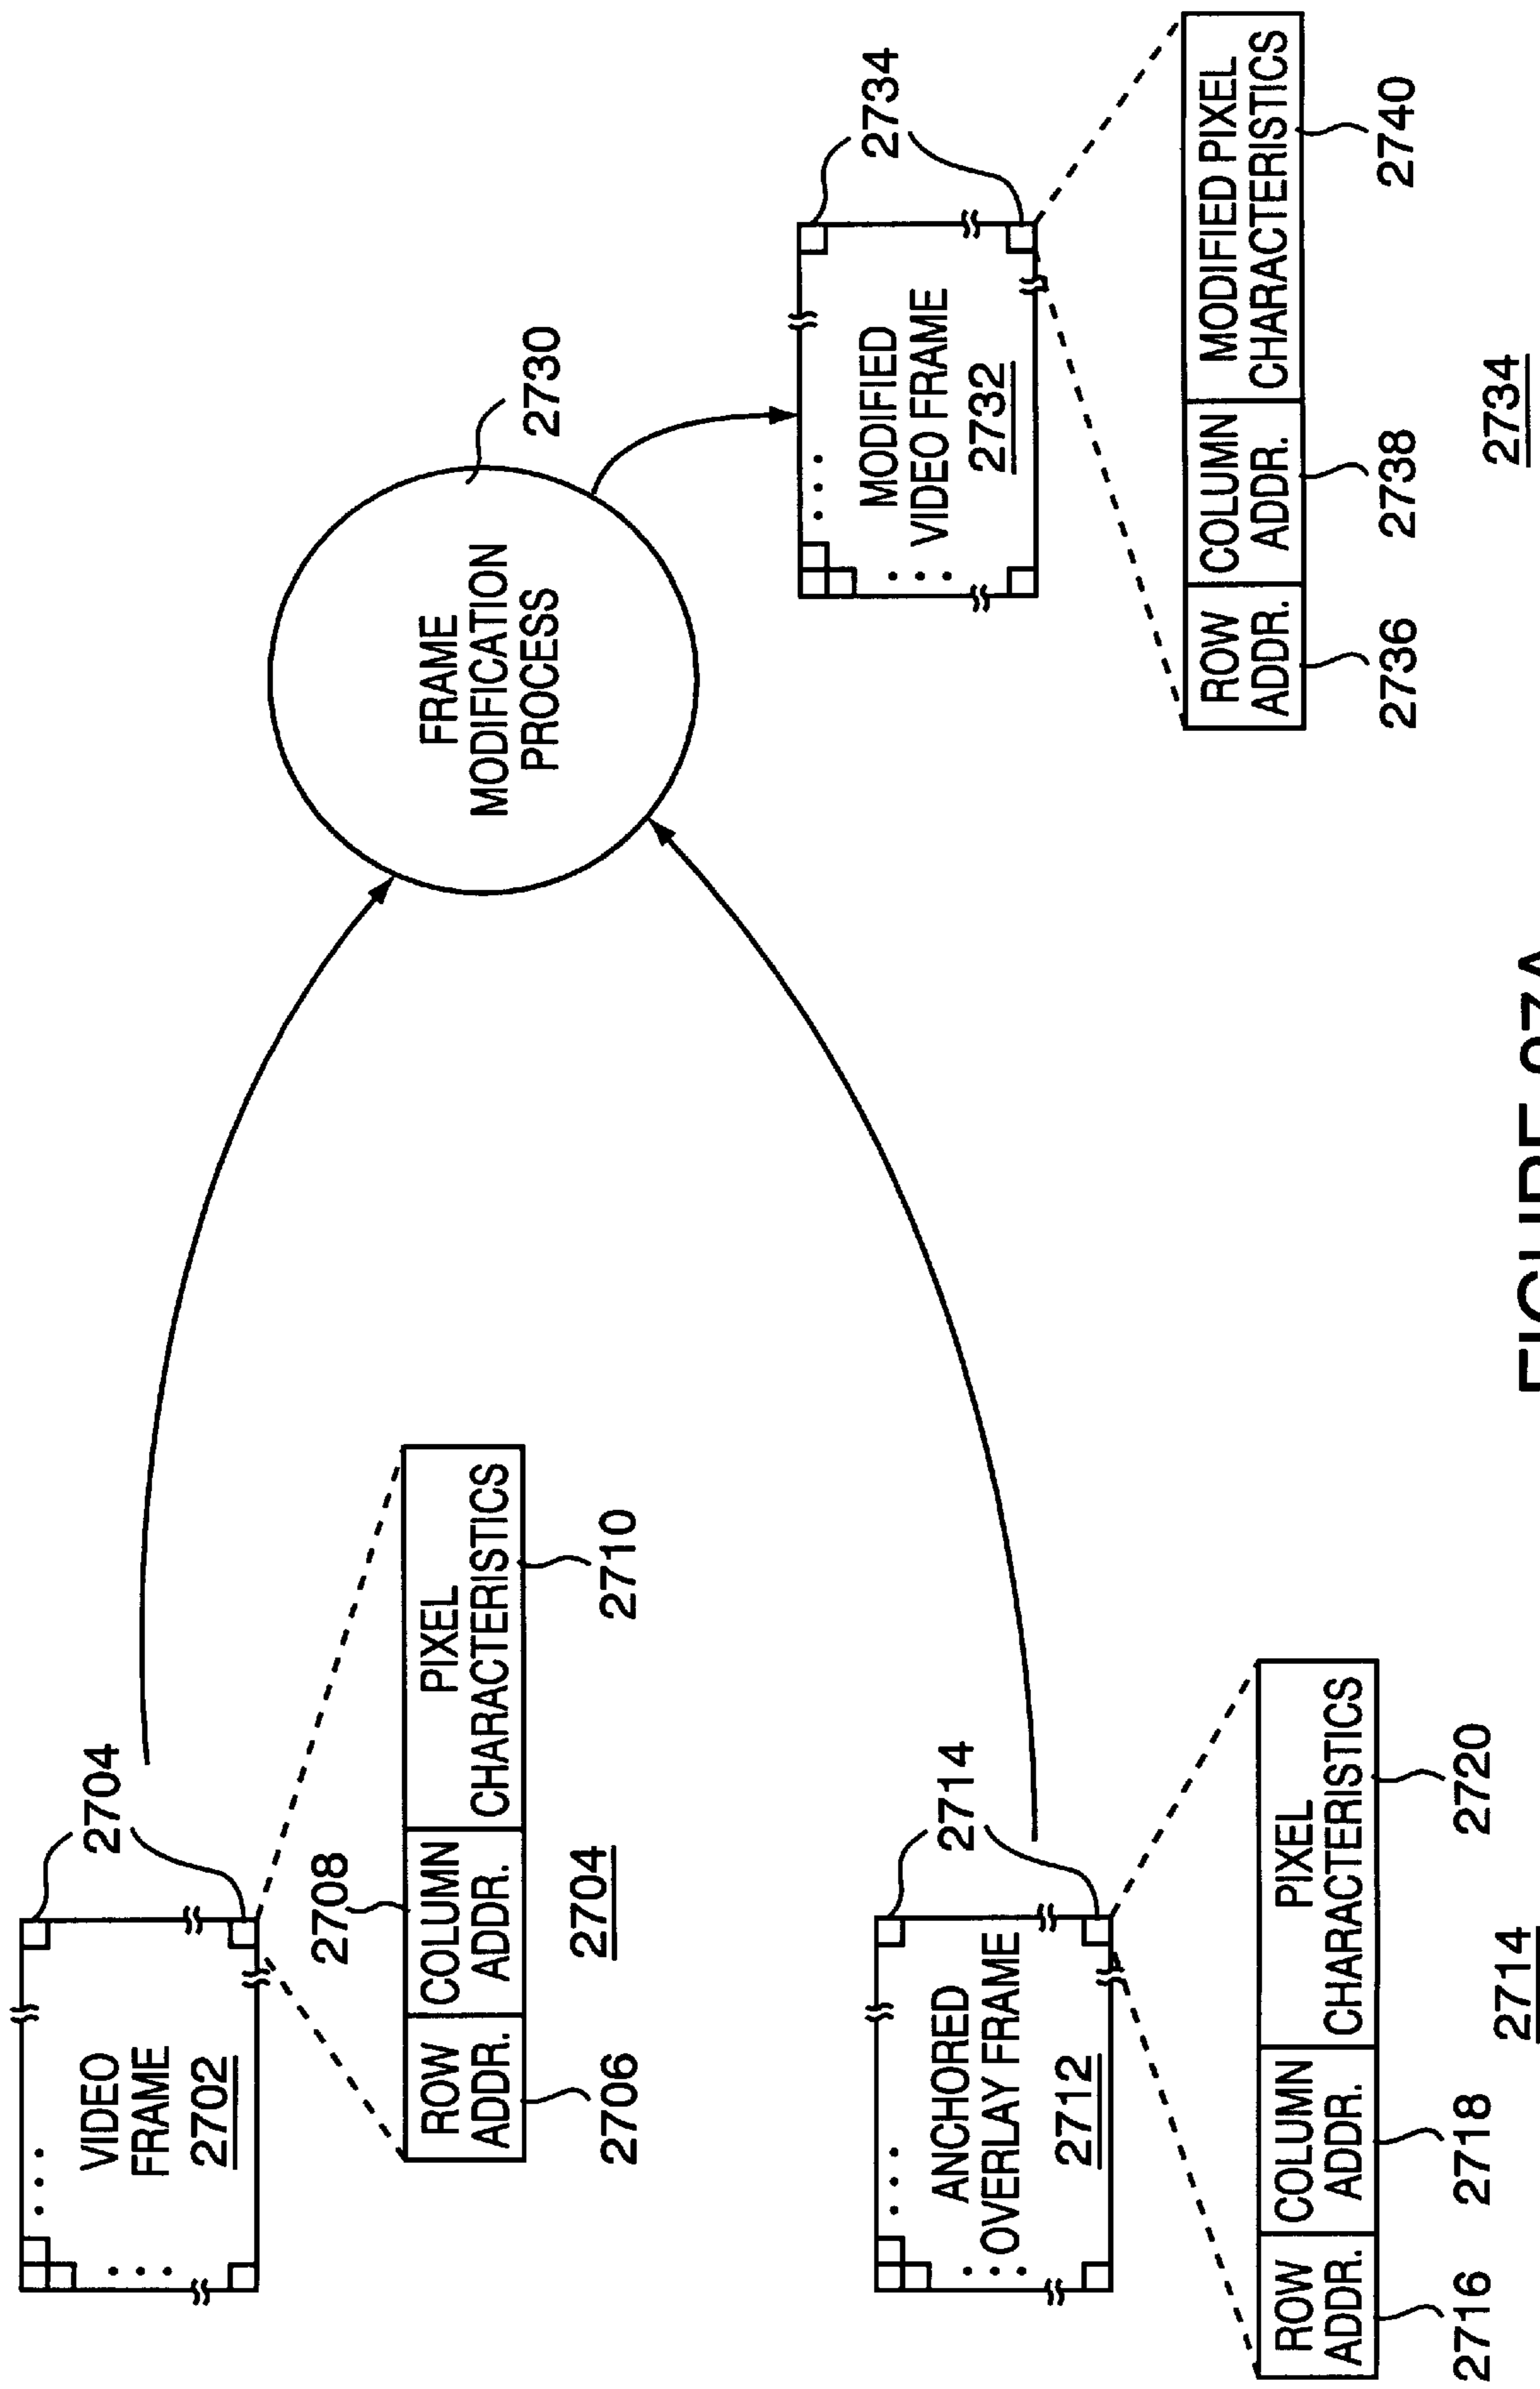 VIDEO
FRAME
2702
2704
2708
ROW
ADDR.
COLUMN
ADDR.
PIXEL
CHARACTERISTICS
2706
2704
2710
FRAME
MODIFICATION
PROCESS
2730
ANCHORED
OVERLAY FRAME
2712
2714
ROW
ADDR.
COLUMN
ADDR.
PIXEL
CHARACTERISTICS
2716
2718
2720
2714
MODIFIED
VIDEO FRAME
2732
2734
ROW
ADDR.
COLUMN
ADDR.
MODIFIED PIXEL
CHARACTERISTICS
2736
2738
2740
2734
FIGURE 27A